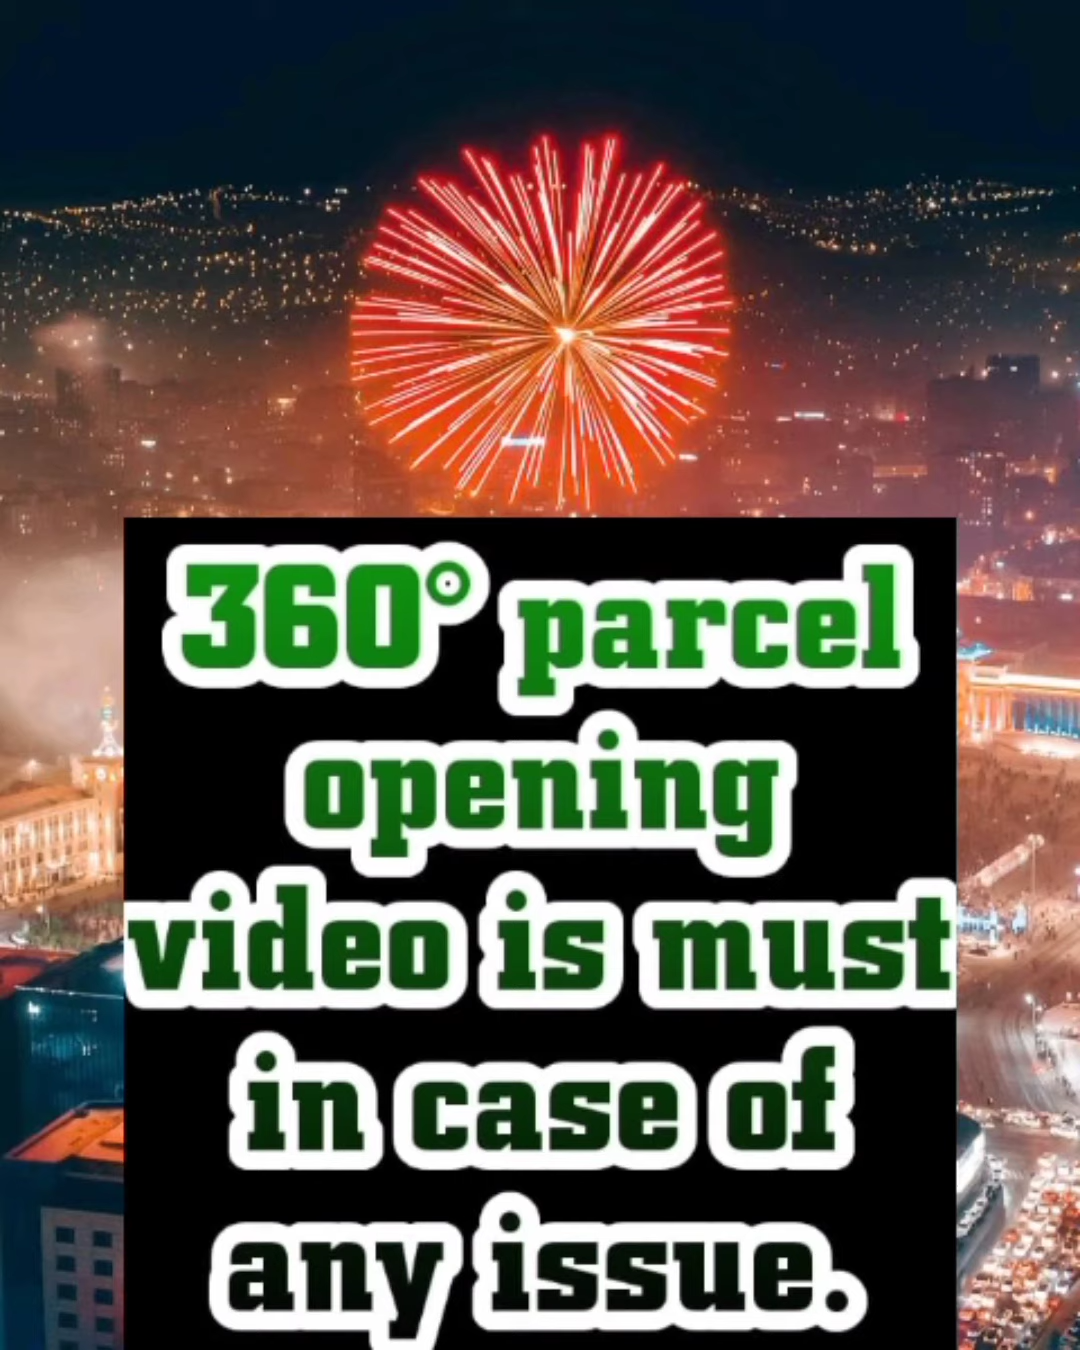 360° parcel
opening
video is must
in case of
any issue.